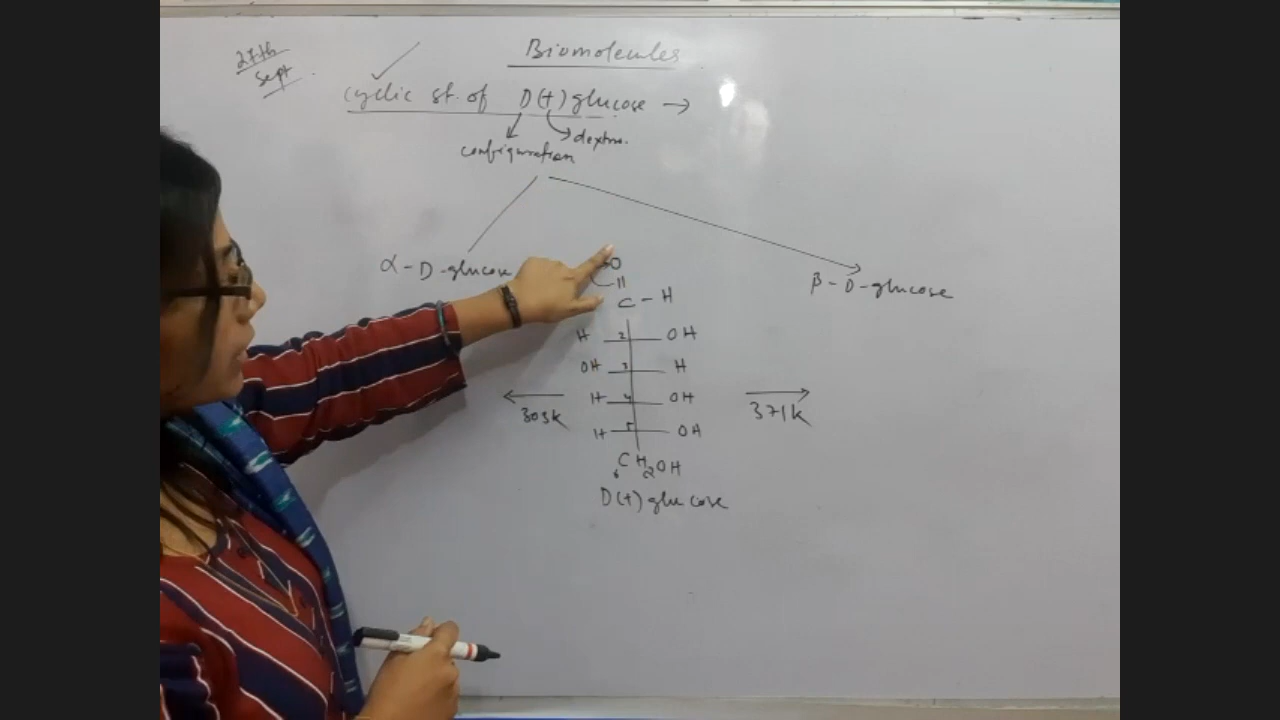 27th
Sept.
Biomolecules
cyclic st. of D(+) glucose →
configuration
dextro.
α-D-glucose
β-D-glucose
O
C-H
H 2 OH
OH 3 H
H 4 OH
H 5 OH
6 CH2OH
303K
371K
D(+) glucose